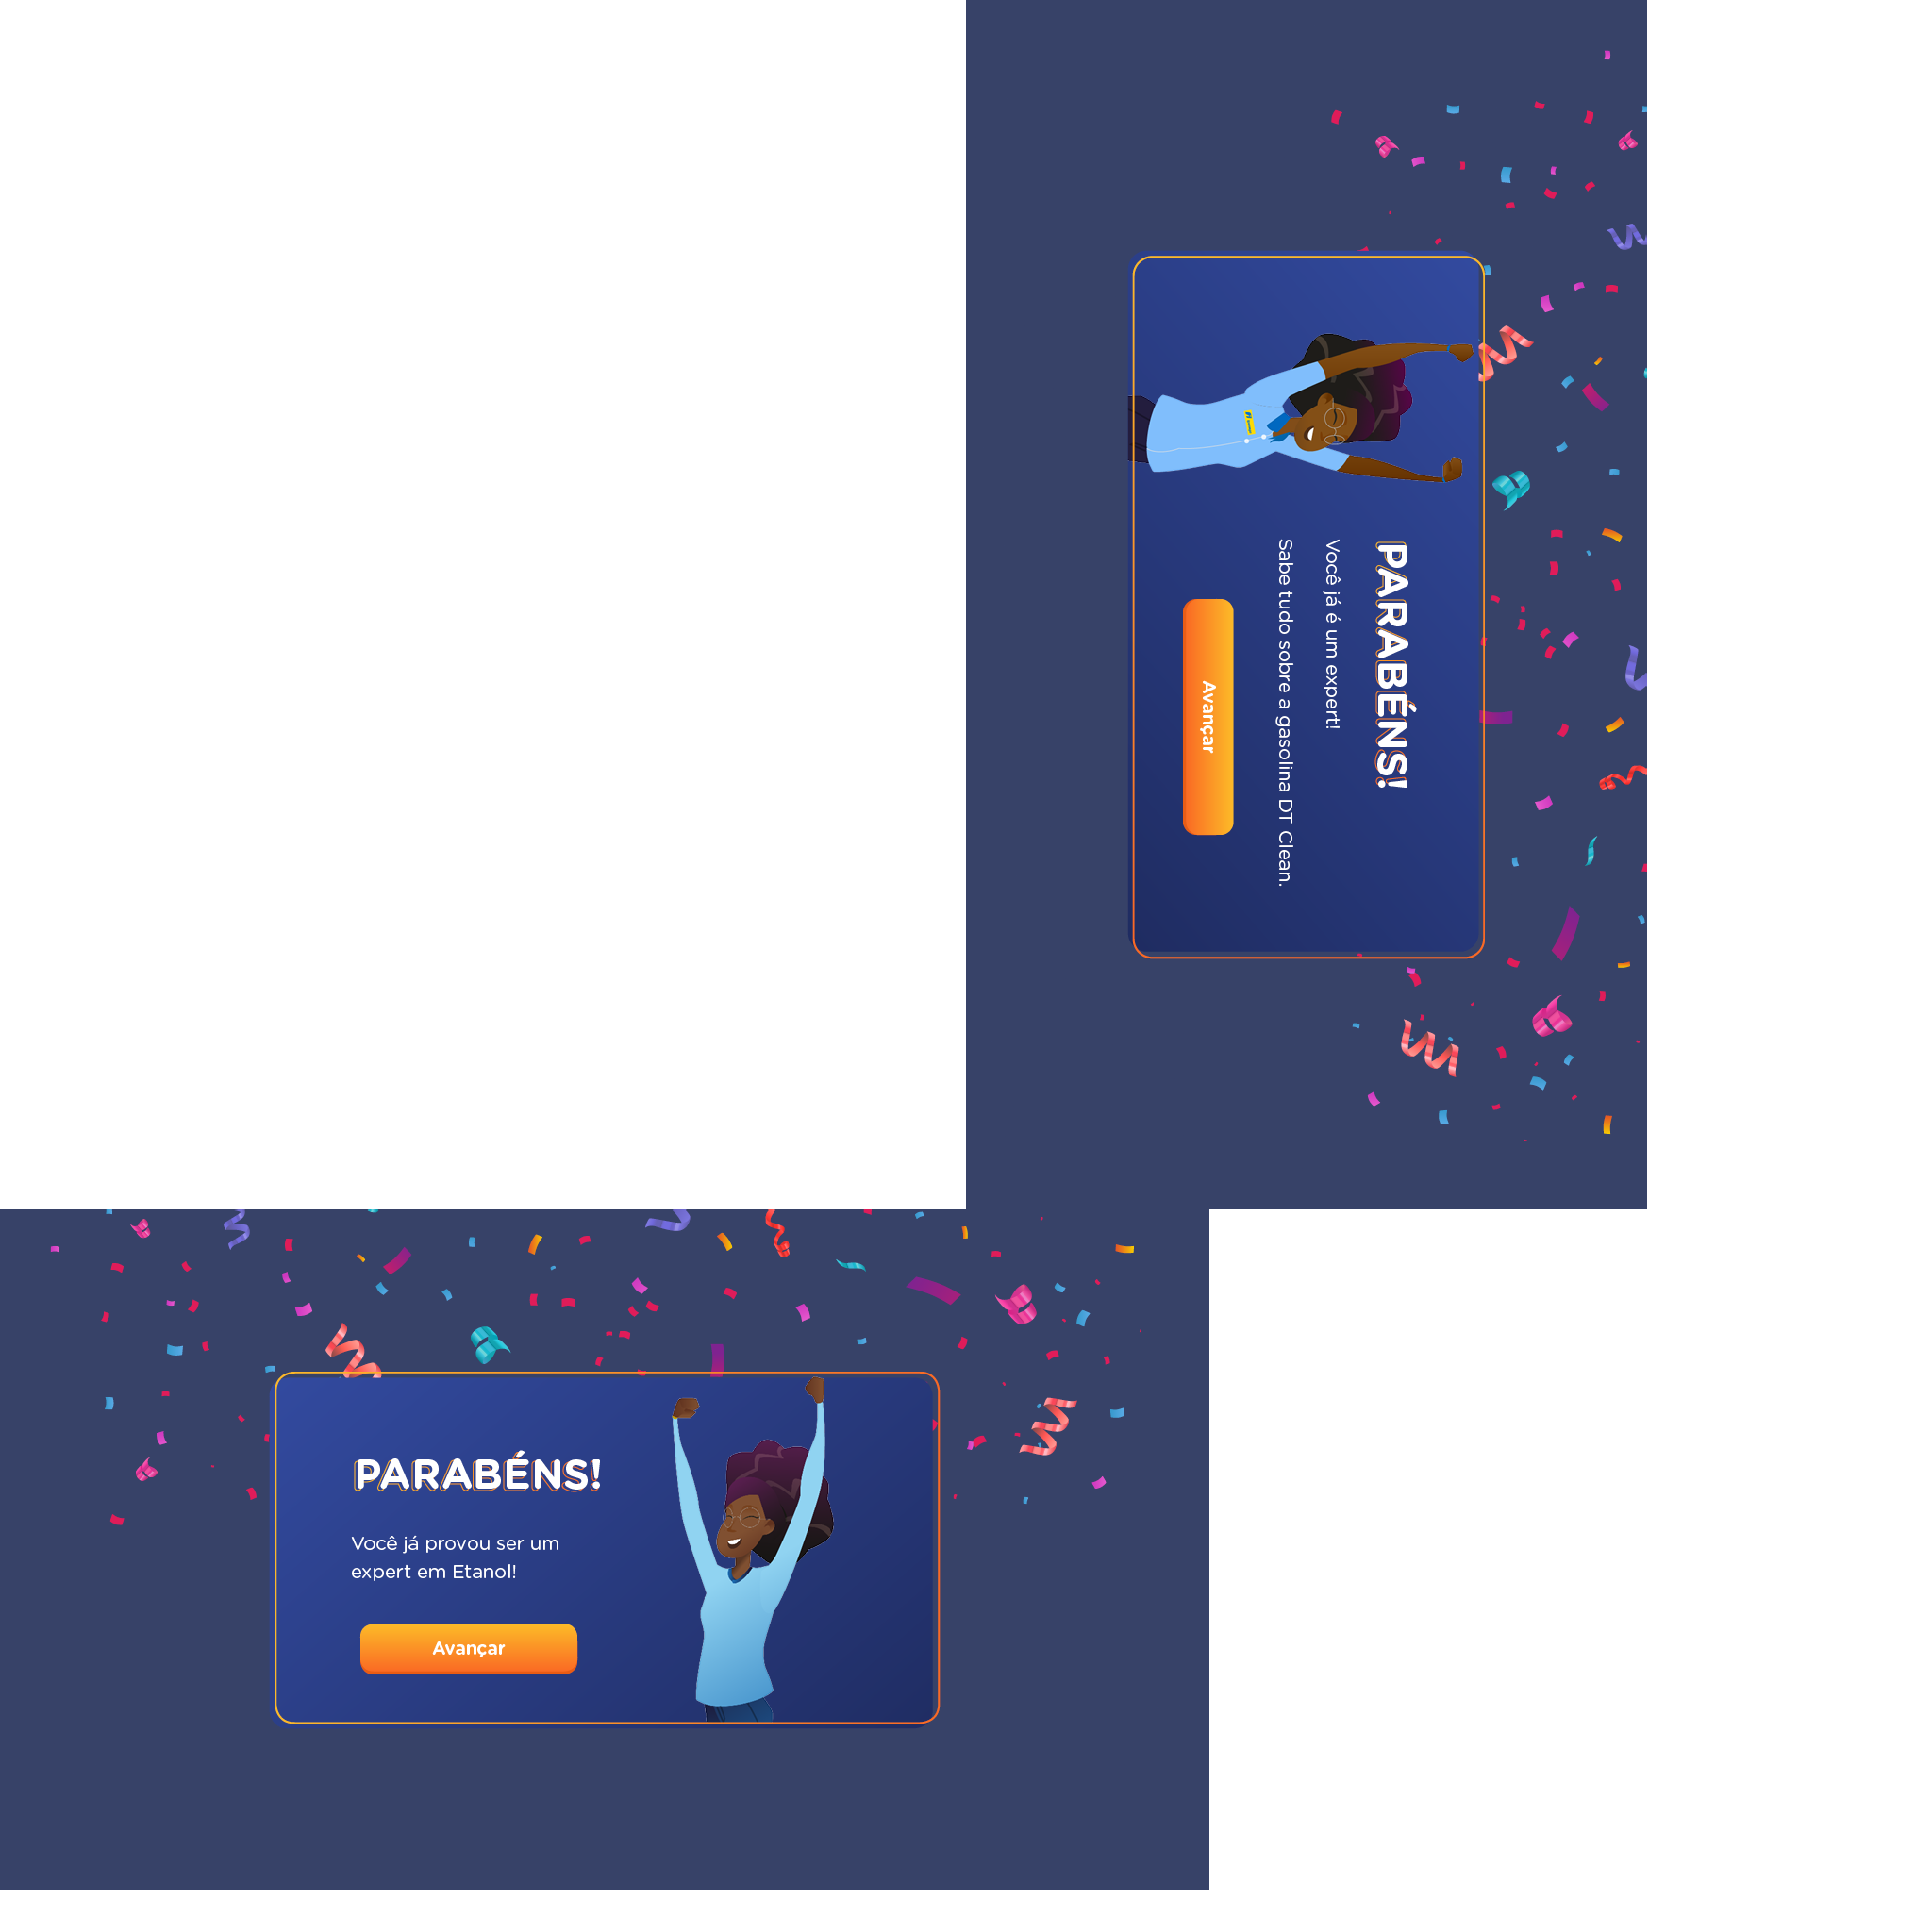 PARABÉNS!
Você já é um expert!
Sabe tudo sobre a gasolina DT Clean.
Avançar
PARABÉNS!
Você já provou ser um
expert em Etanol!
Avançar